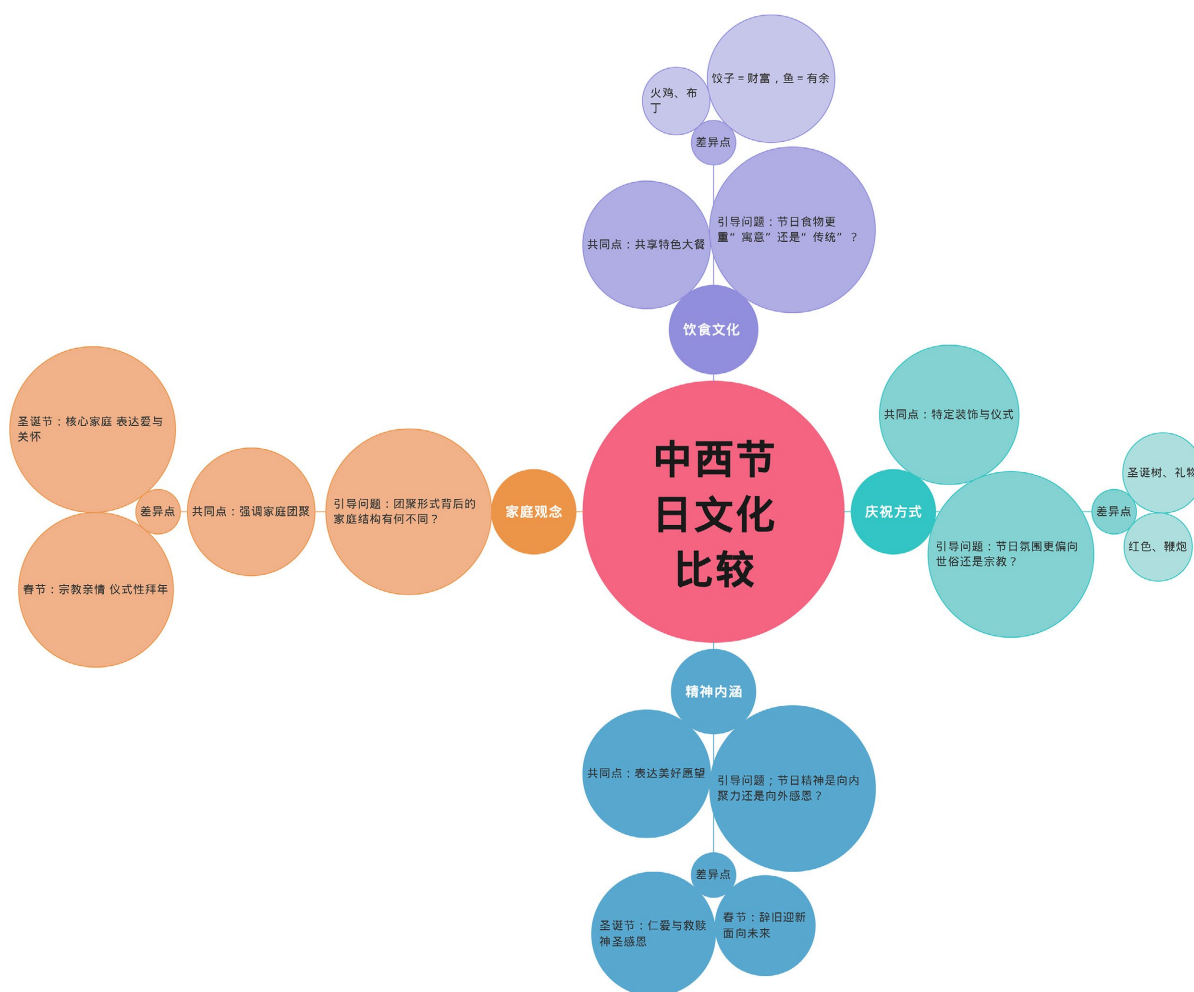 饺子=财富，鱼=有余
火鸡、布
丁
差异点
引导问题：节日食物更
重”寓意”还是”传统”？
共同点：共享特色大餐
饮食文化
圣诞节：核心家庭 表达爱与
关怀
差异点
共同点：强调家庭团聚
引导问题：团聚形式背后的
家庭结构有何不同？
家庭观念
春节：宗教亲情 仪式性拜年
中西节
日文化
比较
共同点：特定装饰与仪式
庆祝方式
引导问题：节日氛围更偏向
世俗还是宗教？
差异点
圣诞树、礼物
红色、鞭炮
精神内涵
共同点：表达美好愿望
引导问题；节日精神是向内
聚力还是向外感恩？
差异点
圣诞节：仁爱与救赎
神圣感恩
春节：辞旧迎新
面向未来